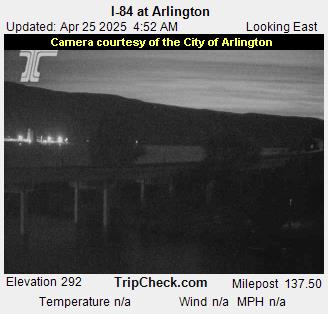 I-84 at Arlington
Updated: Apr 25 2025 4:52 AM Looking East
Camera courtesy of the City of Arlington
Elevation 292 TripCheck.com Milepost 137.50
Temperature n/a Wind n/a MPH n/a